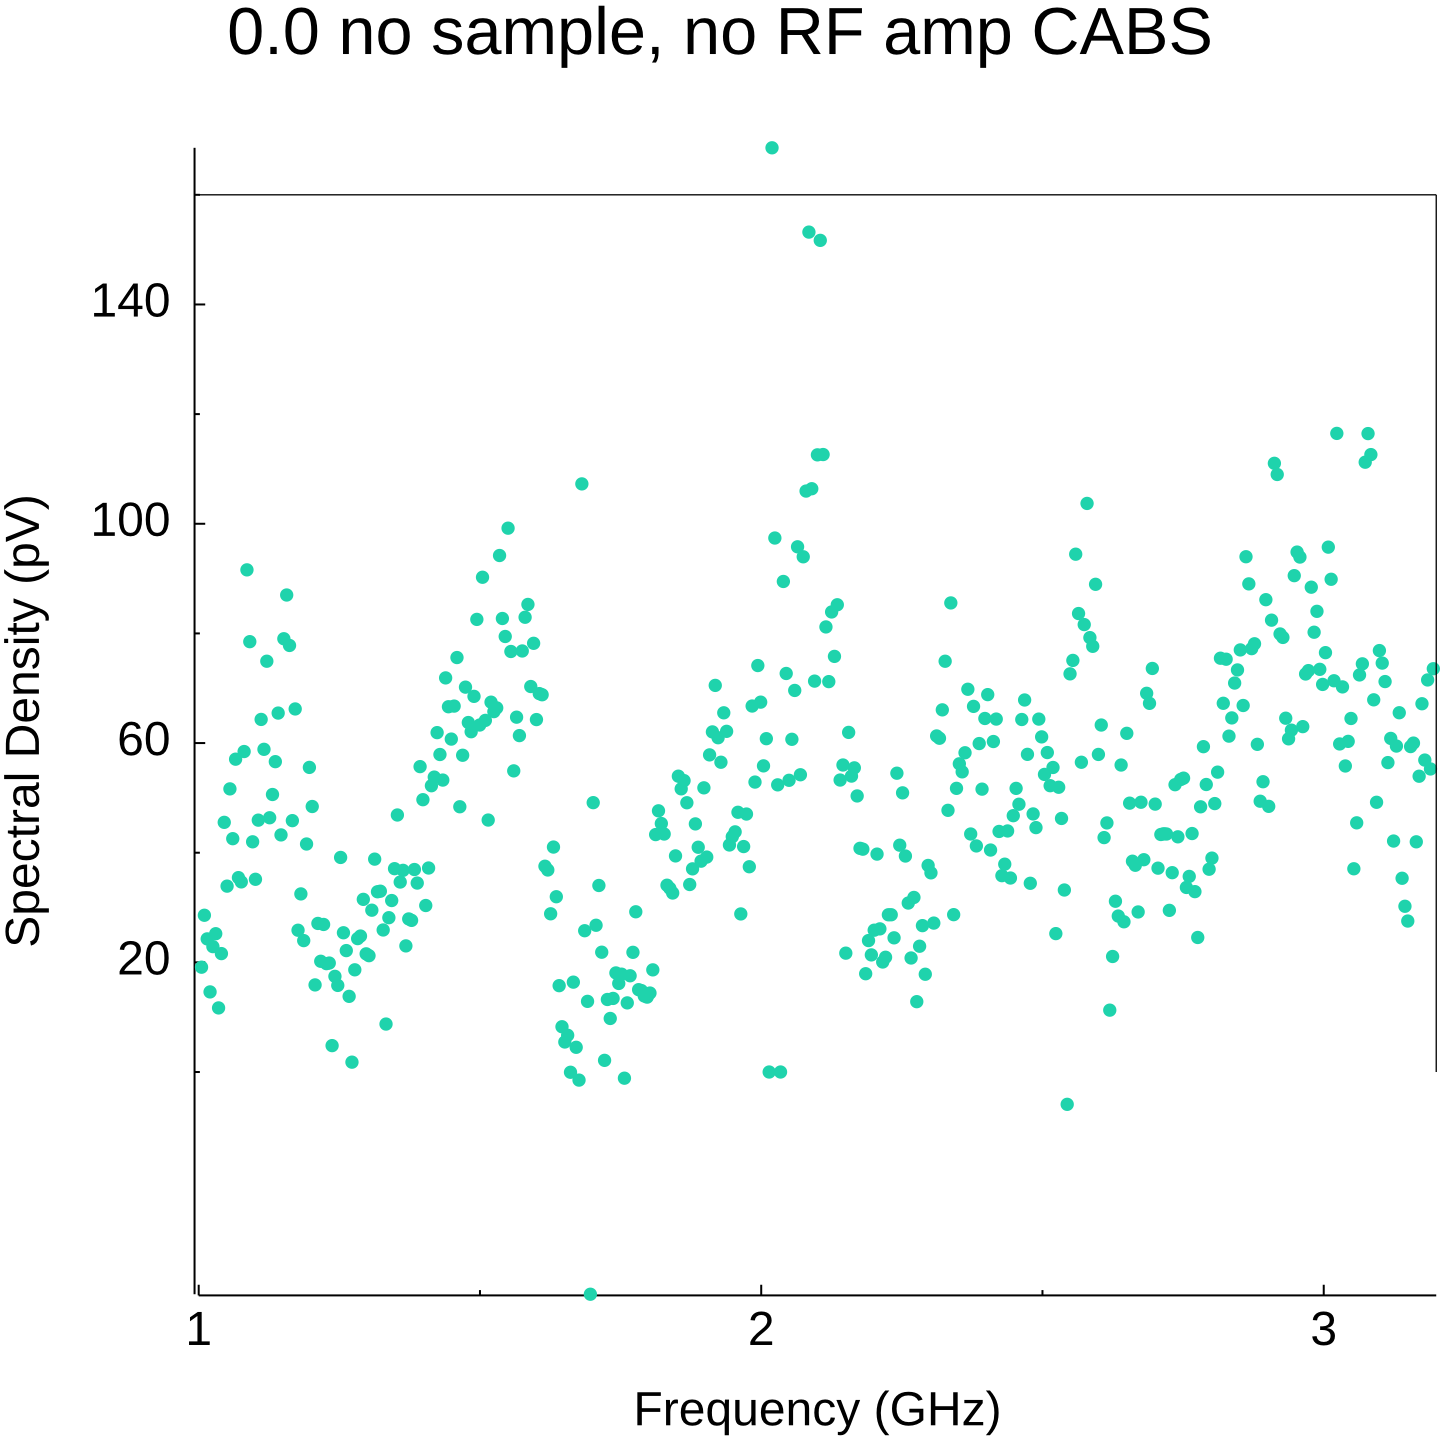 0.0 no sample, no RF amp CABS
140
100
60
20
Spectral Density (pV)
1
2
3
Frequency (GHz)